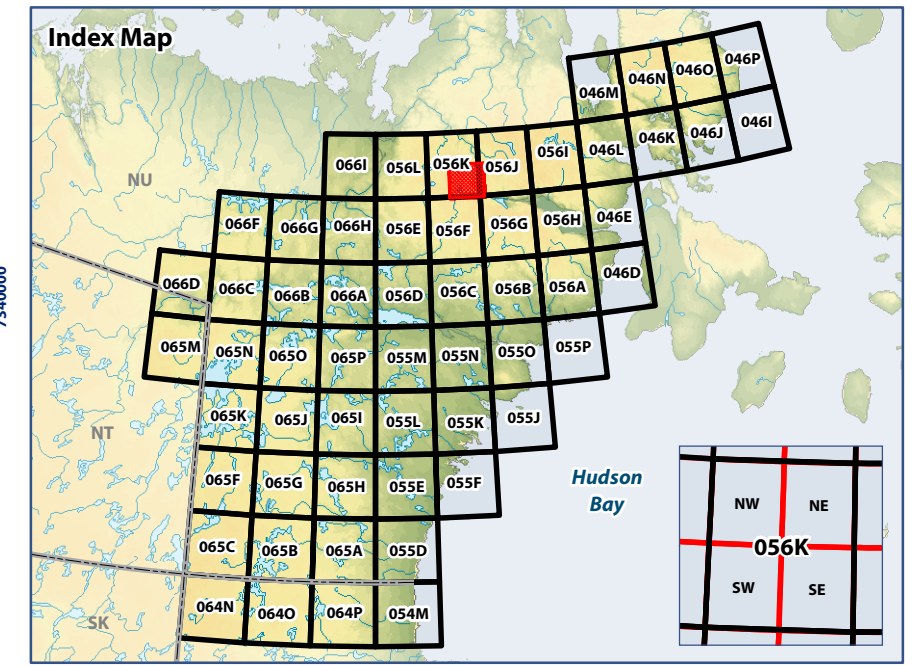 Index Map
046M 046N 046O 046P
066I 056L 056K 056J 056I 046L 046K 046J 046I
NU
066F 066G 066H 056E 056F 056G 056H 046E
066D 066C 066B 066A 056D 056C 056B 056A 046D
065M 065N 065O 065P 055M 055N 055O 055P
NT
065K 065J 065I 055L 055K 055J
065F 065G 065H 055E 055F
Hudson
Bay
065C 065B 065A 055D
064N 064O 064P 054M
SK
NW NE
056K
SW SE
7340000